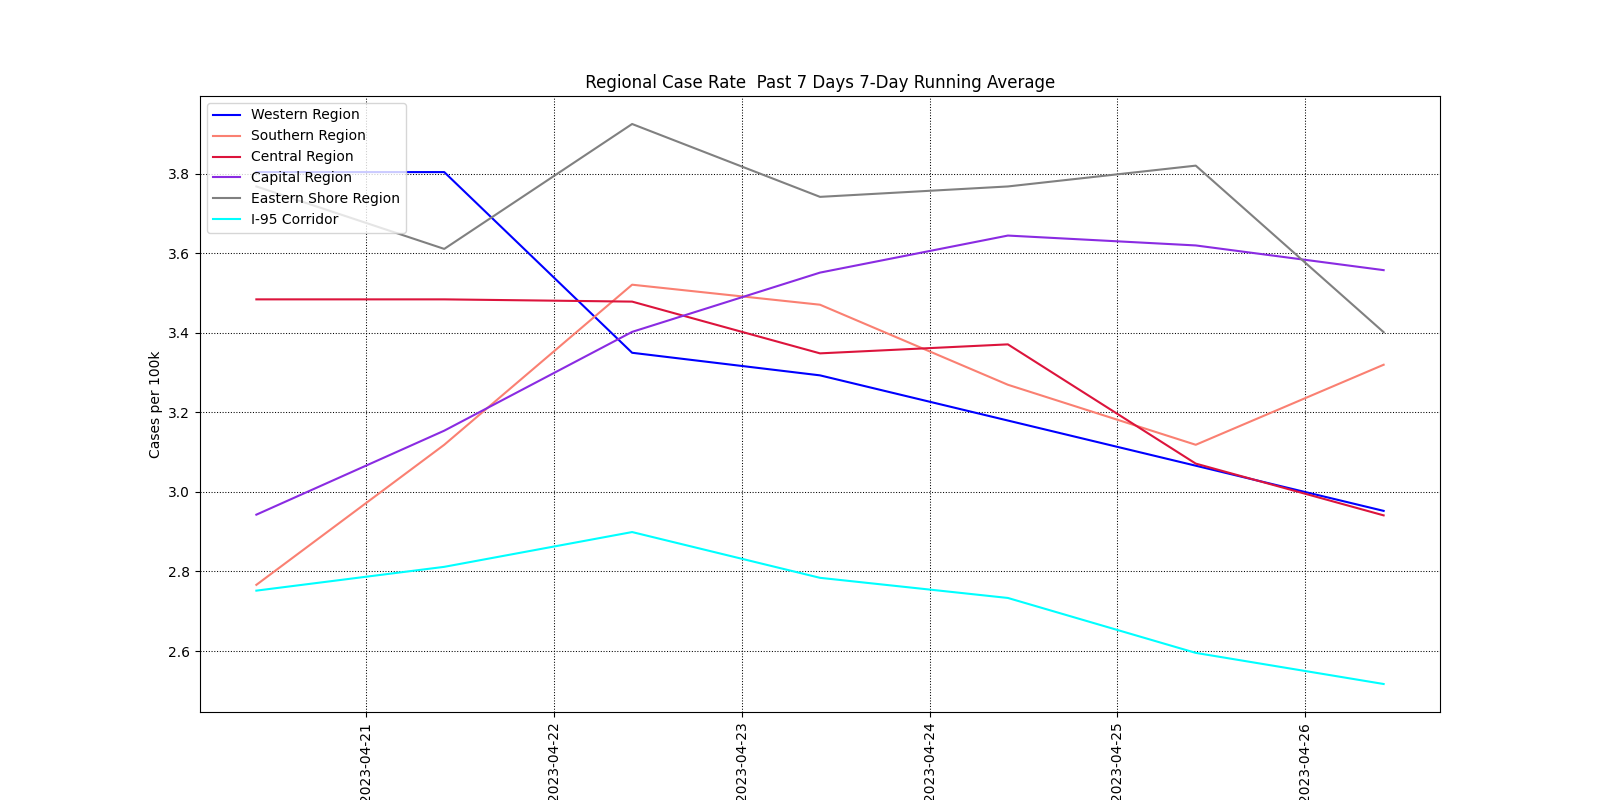 Regional Case Rate  Past 7 Days 7-Day Running Average
Western Region
Southern Region
Central Region
Capital Region
Eastern Shore Region
I-95 Corridor
Cases per 100k
3.8
3.6
3.4
3.2
3.0
2.8
2.6
2023-04-21
2023-04-22
2023-04-23
2023-04-24
2023-04-25
2023-04-26